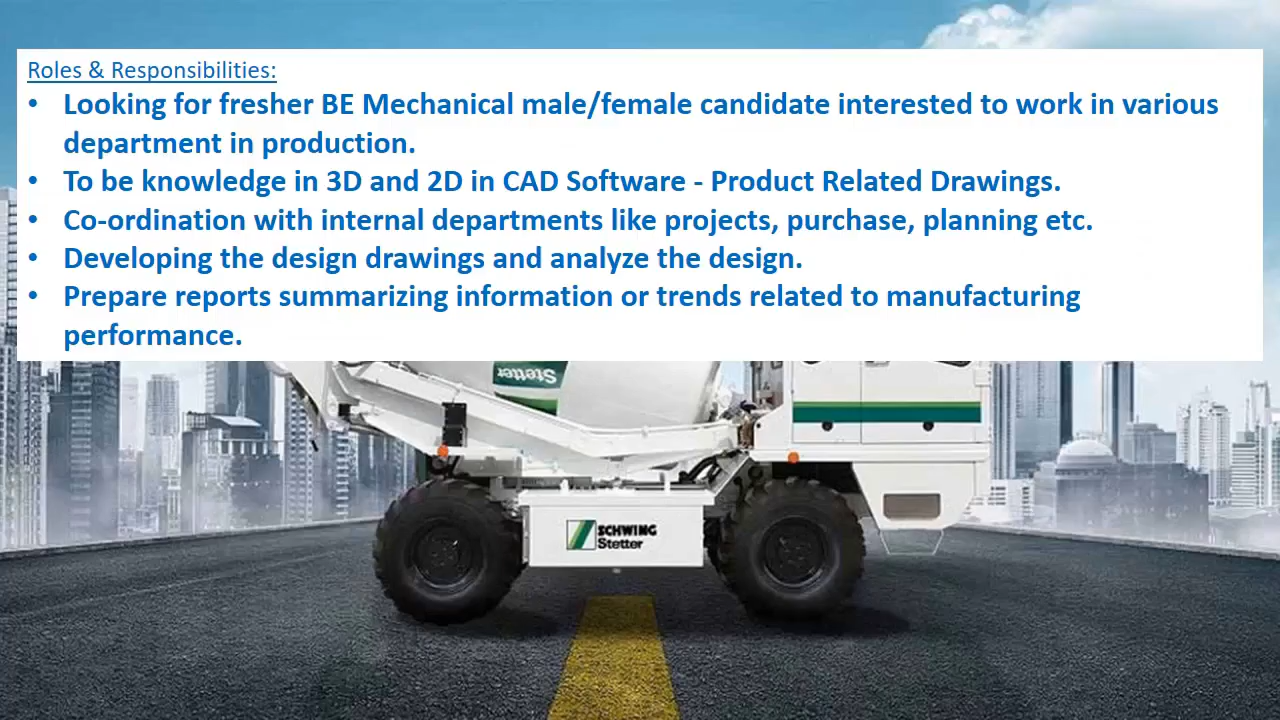 Roles & Responsibilities:
• Looking for fresher BE Mechanical male/female candidate interested to work in various
department in production.
• To be knowledge in 3D and 2D in CAD Software - Product Related Drawings.
• Co-ordination with internal departments like projects, purchase, planning etc.
• Developing the design drawings and analyze the design.
• Prepare reports summarizing information or trends related to manufacturing
performance.
Stetter
SCHWING
Stetter